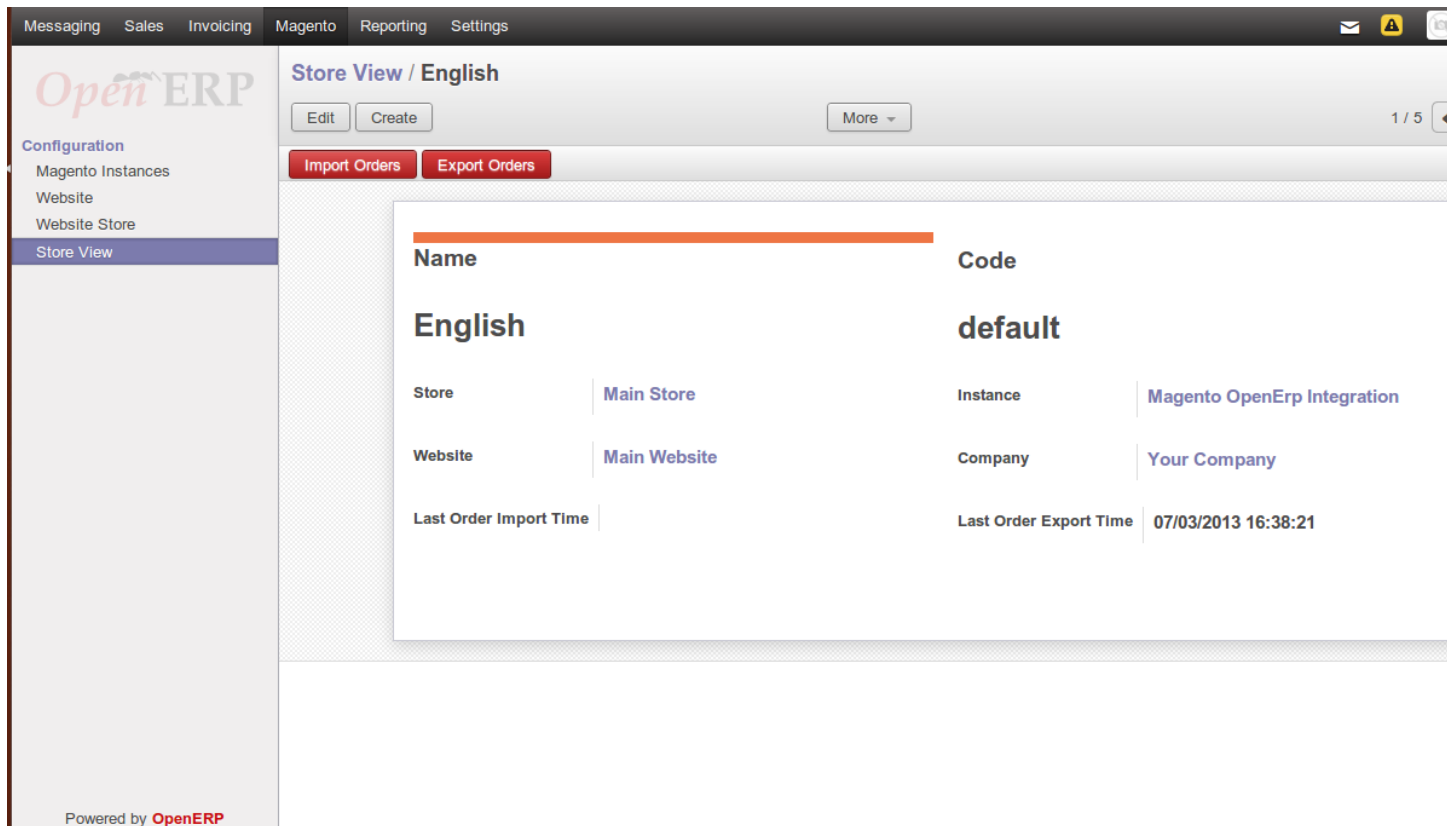 Messaging Sales Invoicing Magento Reporting Settings
Open ERP
Store View / English
Edit Create More 1 / 5
Configuration
Magento Instances
Website
Website Store
Store View
Import Orders Export Orders
Name Code
English default
Store Main Store Instance Magento OpenErp Integration
Website Main Website Company Your Company
Last Order Import Time Last Order Export Time 07/03/2013 16:38:21
Powered by OpenERP